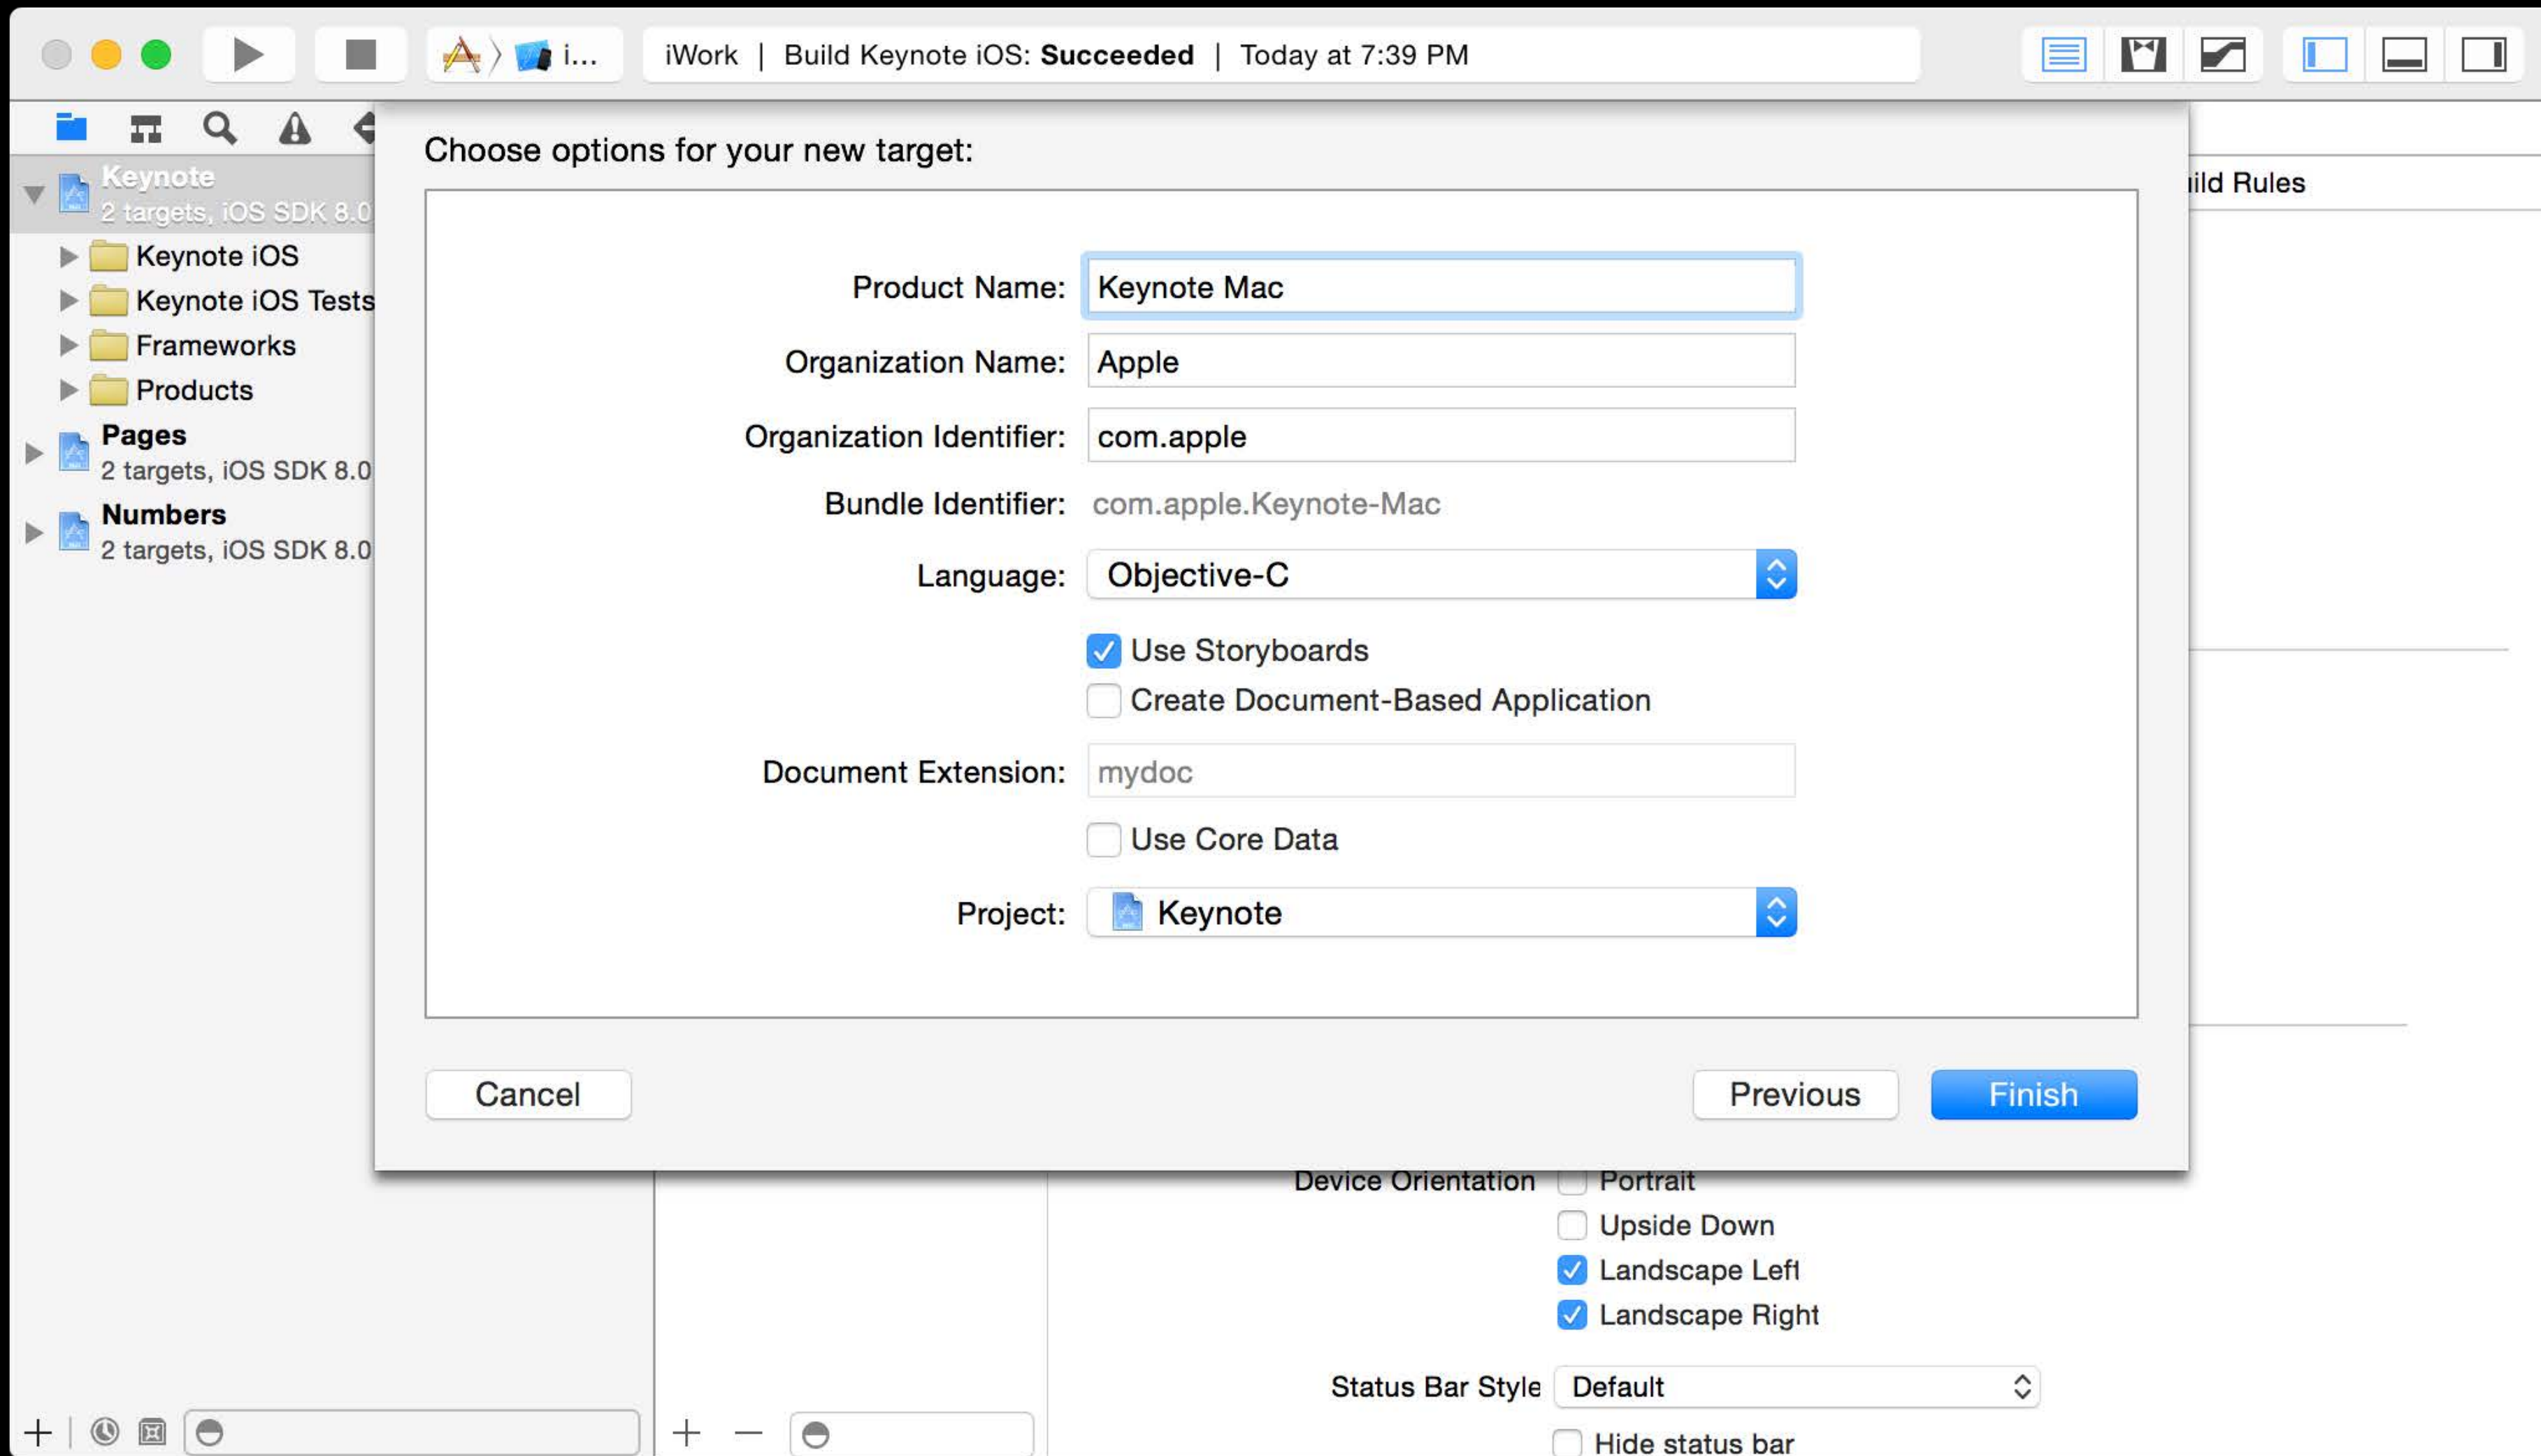 i...
iWork | Build Keynote iOS: Succeeded | Today at 7:39 PM
Keynote
2 targets, iOS SDK 8.0
Keynote iOS
Keynote iOS Tests
Frameworks
Products
Pages
2 targets, iOS SDK 8.0
Numbers
2 targets, iOS SDK 8.0
Choose options for your new target:
Product Name: Keynote Mac
Organization Name: Apple
Organization Identifier: com.apple
Bundle Identifier: com.apple.Keynote-Mac
Language: Objective-C
Use Storyboards
Create Document-Based Application
Document Extension: mydoc
Use Core Data
Project: Keynote
Cancel
Previous
Finish
ild Rules
Device Orientation Portrait
Upside Down
Landscape Left
Landscape Right
Status Bar Style Default
Hide status bar